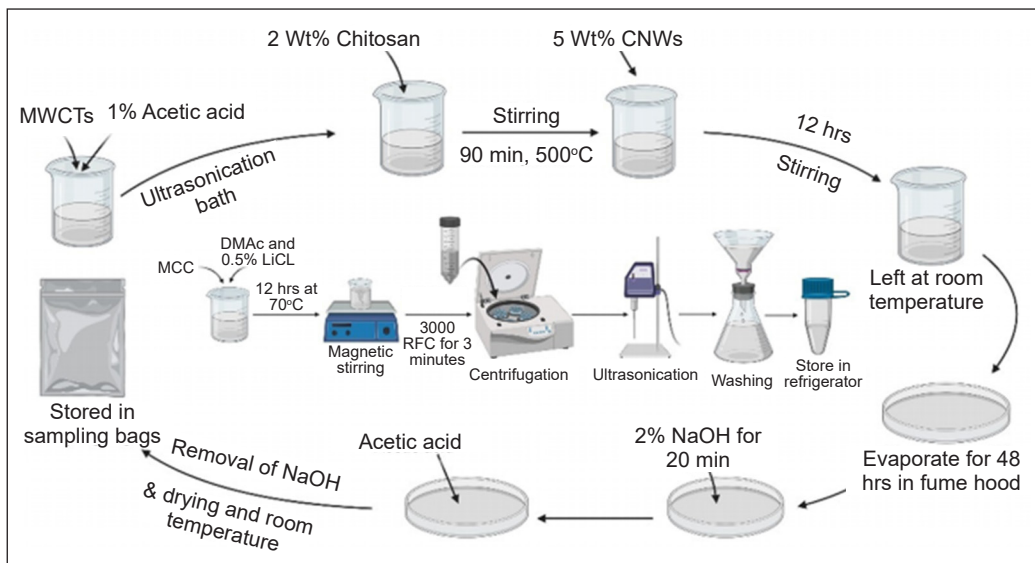 2 Wt% Chitosan
5 Wt% CNWs
MWCTs
1% Acetic acid
Ultrasonication
bath
Stirring
90 min, 500°C
12 hrs
Stirring
Left at room
temperature
MCC
DMAc and
0.5% LiCL
12 hrs at
70°C
Magnetic
stirring
3000
RFC for 3
minutes
Centrifugation
Ultrasonication
Washing
Store in
refrigerator
Evaporate for 48
hrs in fume hood
2% NaOH for
20 min
Acetic acid
Removal of NaOH
& drying and room
temperature
Stored in
sampling bags